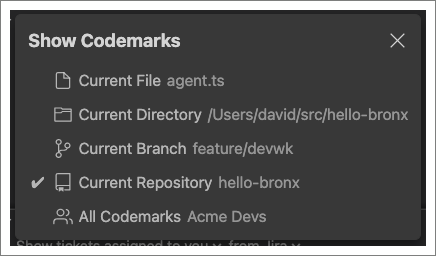 Show Codemarks
Current File agent.ts
Current Directory /Users/david/src/hello-bronx
Current Branch feature/devwk
Current Repository hello-bronx
All Codemarks Acme Devs
Show tickets assigned to you from Jira